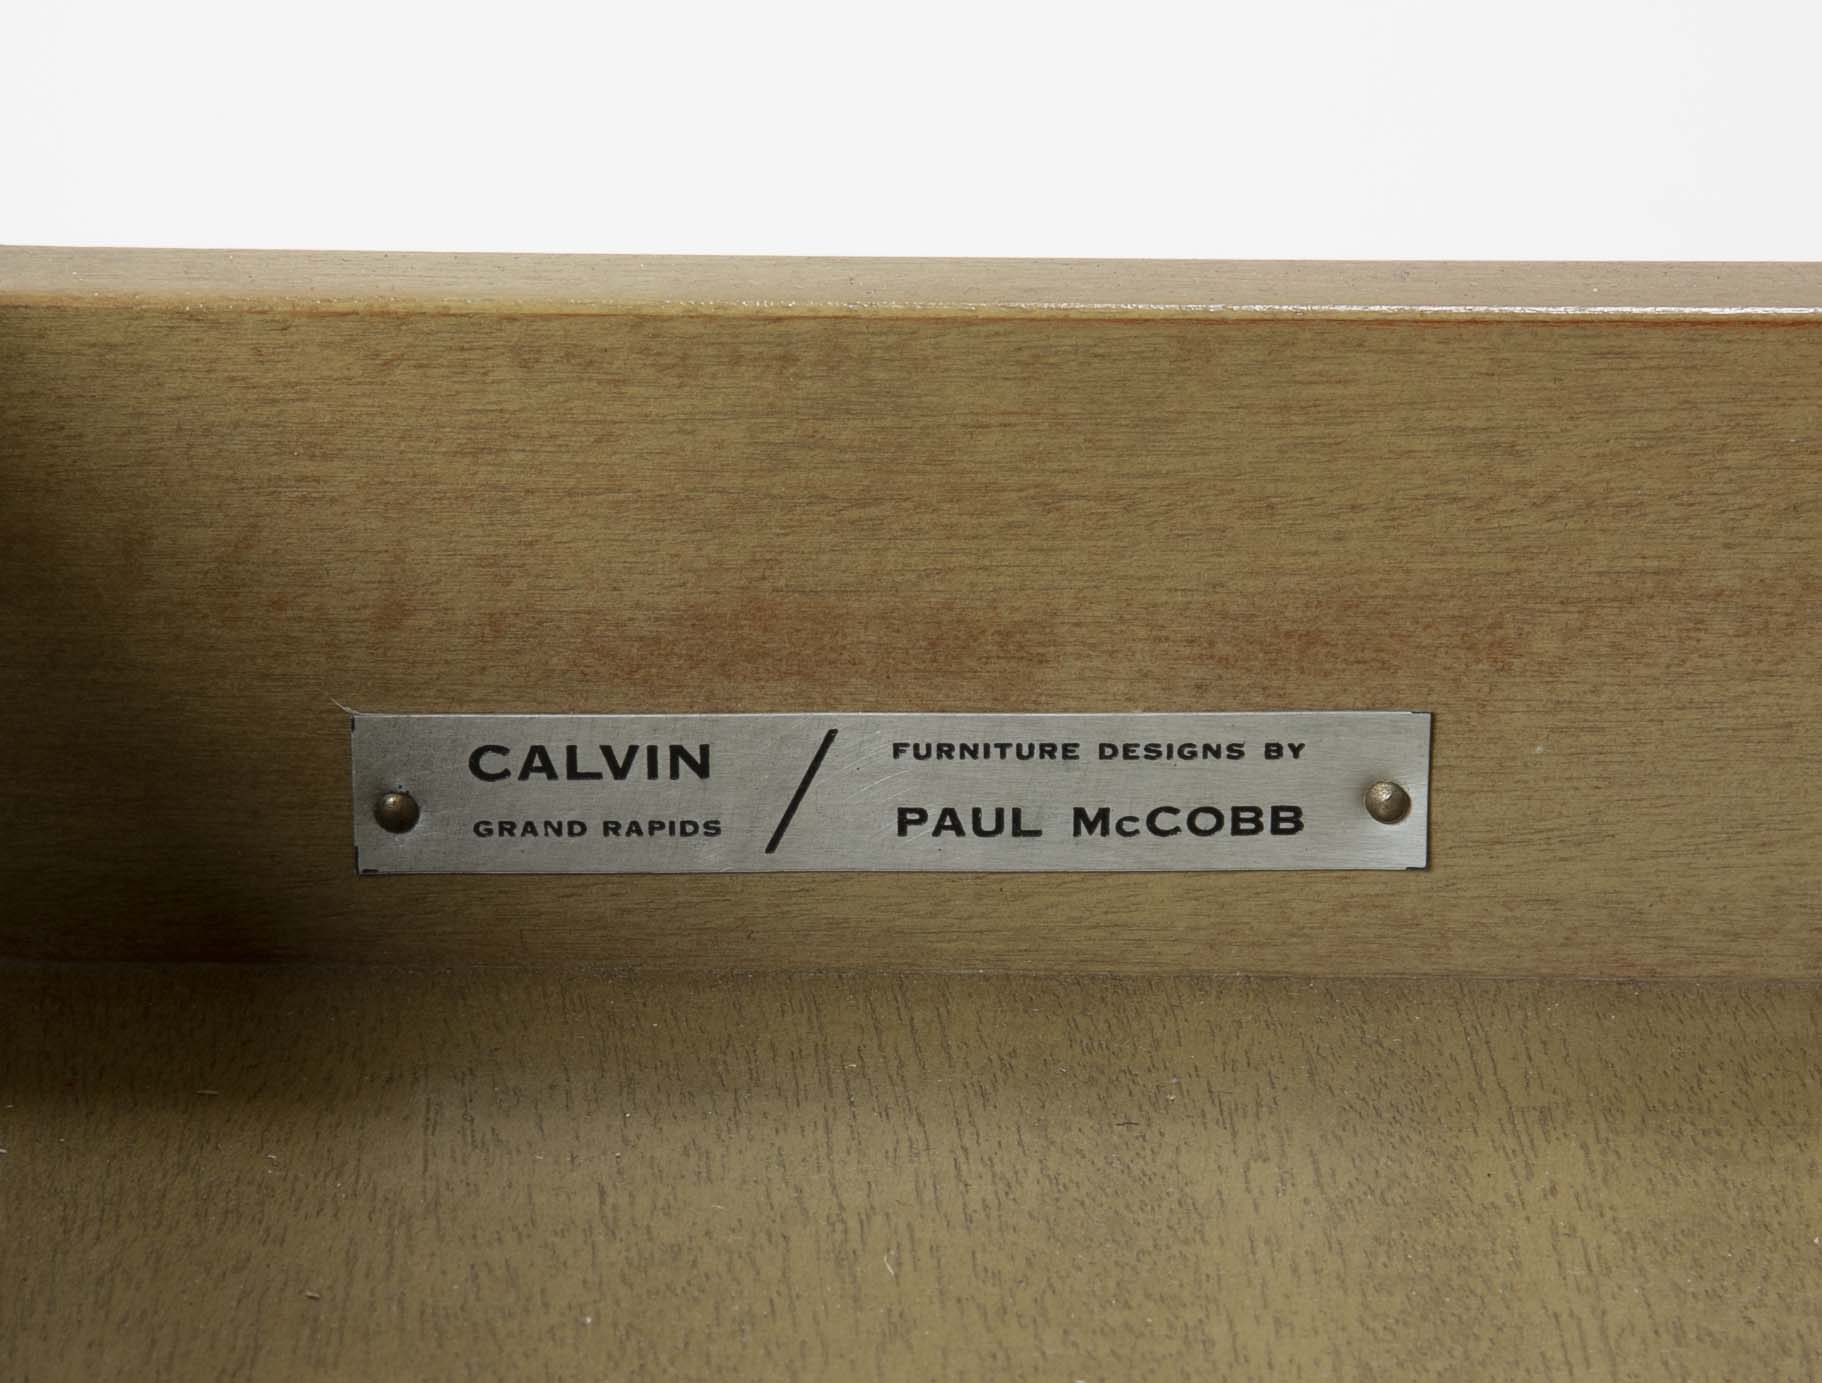 CALVIN
GRAND RAPIDS
/
FURNITURE DESIGNS BY
PAUL McCOBB